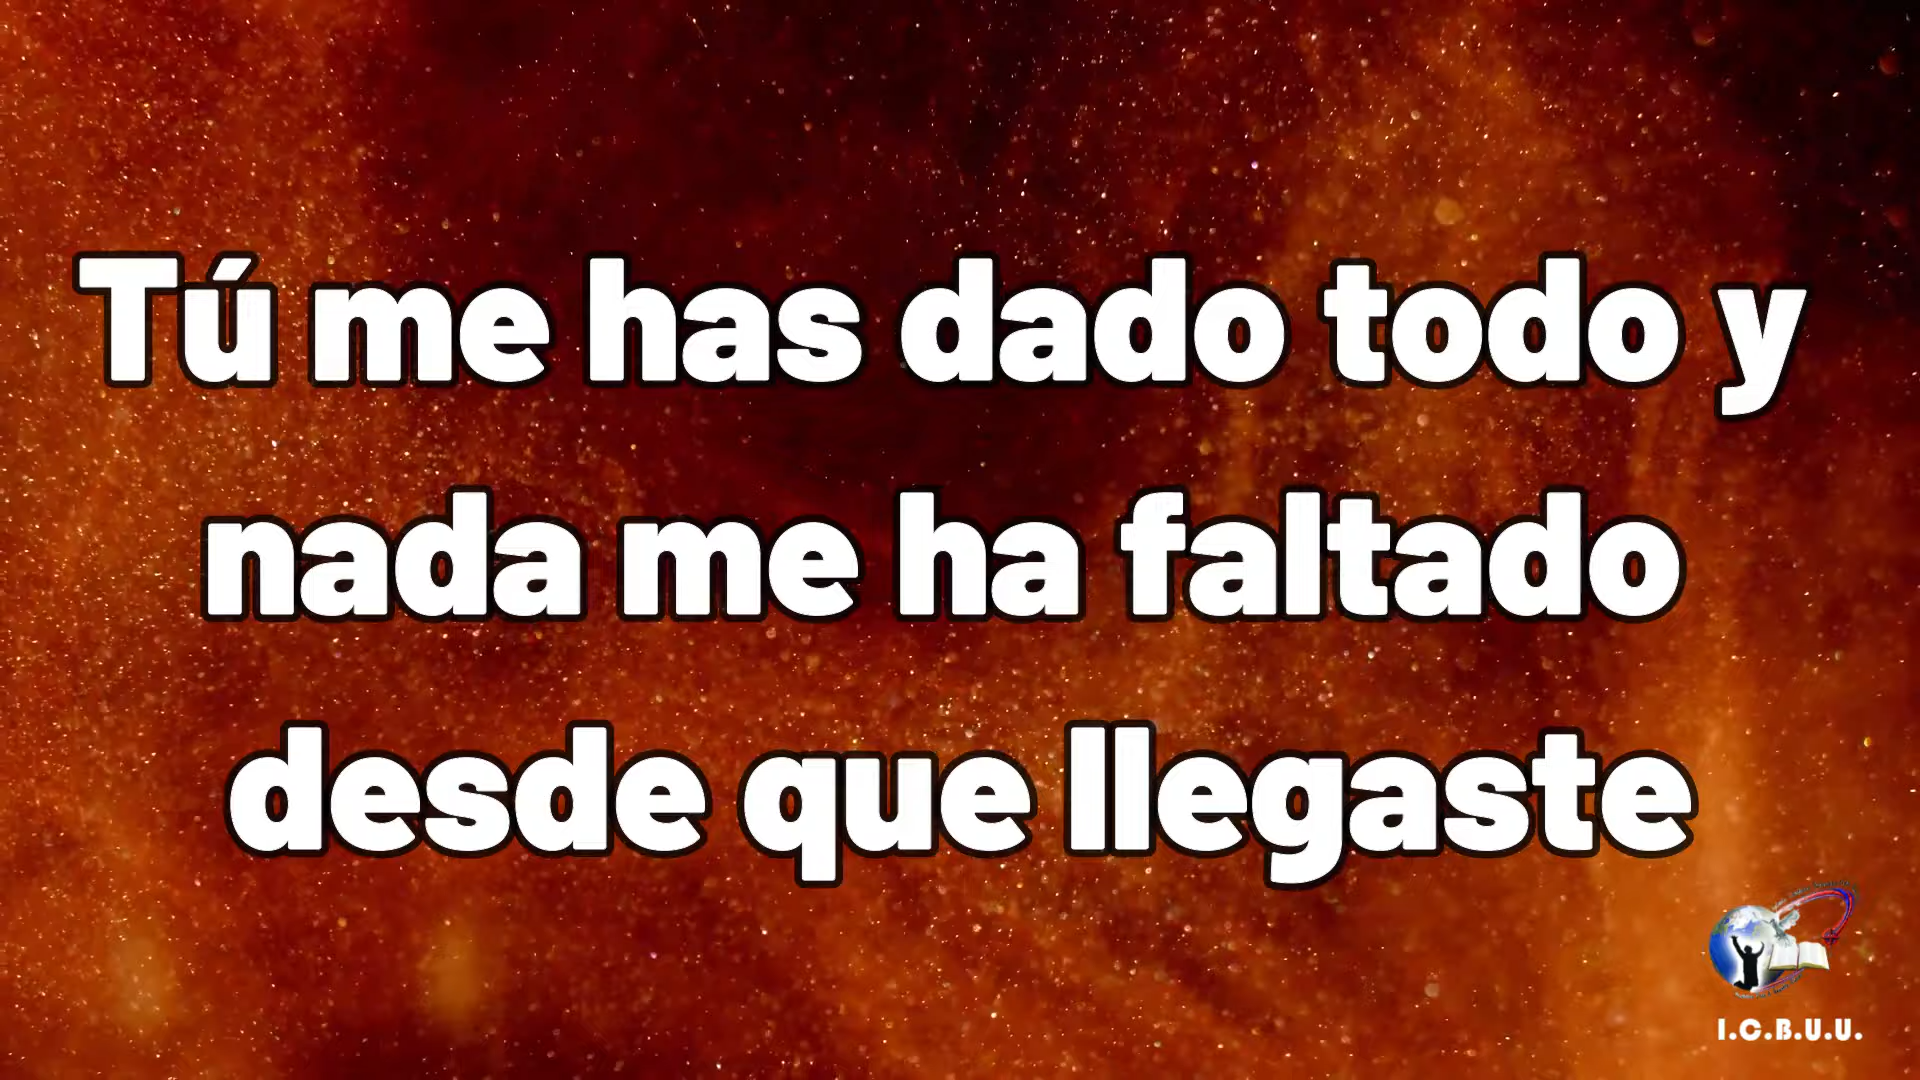 Tú me has dado todo y
nada me ha faltado
desde que llegaste
I.C.B.U.U.